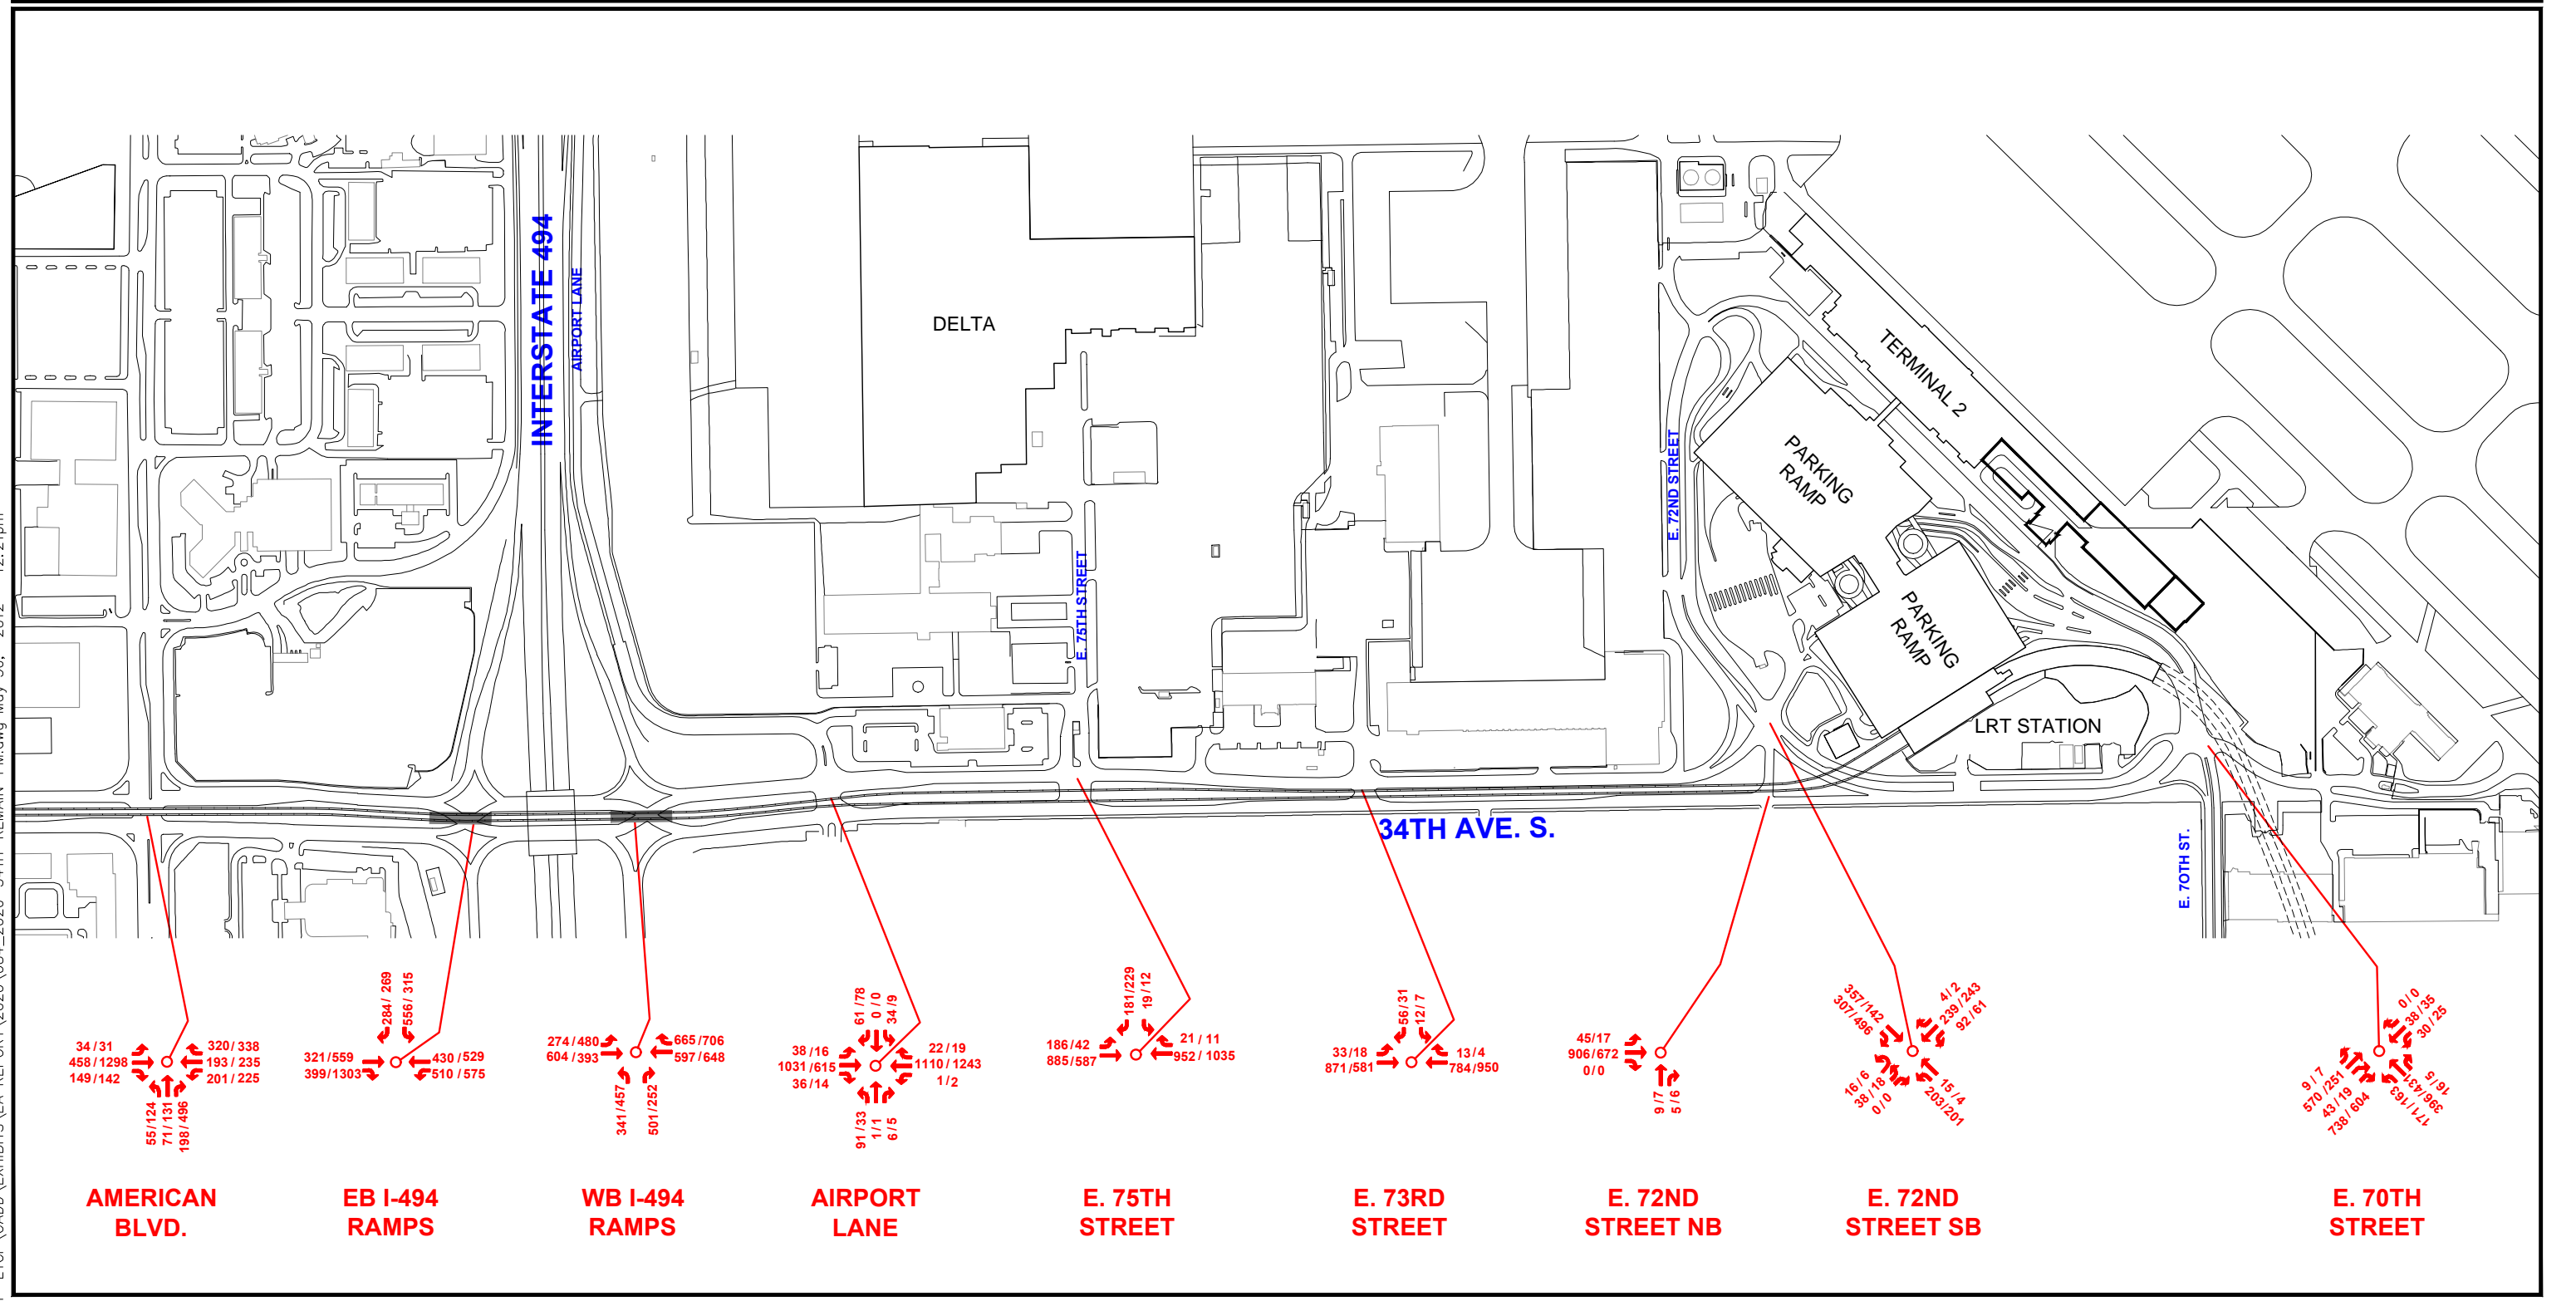 INTERSTATE 494
AIRPORT LANE
DELTA
E. 75TH STREET
E. 72ND STREET
TERMINAL 2
PARKING
RAMP
PARKING
RAMP
LRT STATION
34TH AVE. S.
E. 70TH ST.
34/31
458/1298
149/142
320/338
193/235
201/225
55/124
71/131
198/496
AMERICAN
BLVD.
284/ 269
556/ 315
321/559
399/1303
430/529
510/575
EB I-494
RAMPS
274/480
604/393
665/706
597/648
341/457
501/252
WB I-494
RAMPS
61/78
0/0
34/9
38/16
1031/615
36/14
22/19
1110/1243
1/2
91/33
1/1
6/5
AIRPORT
LANE
181/229
19/12
186/42
885/587
21/11
952/1035
E. 75TH
STREET
56/31
12/7
33/18
871/581
13/4
784/950
E. 73RD
STREET
45/17
906/672
0/0
9/7
5/6
E. 72ND
STREET NB
357/142
307/496
4/2
239/243
92/61
16/6
38/18
0/0
15/4
203/201
E. 72ND
STREET SB
0/0
38/35
30/25
9/7
570/251
43/19
738/604
16/5
396/431
171/163
E. 70TH
STREET